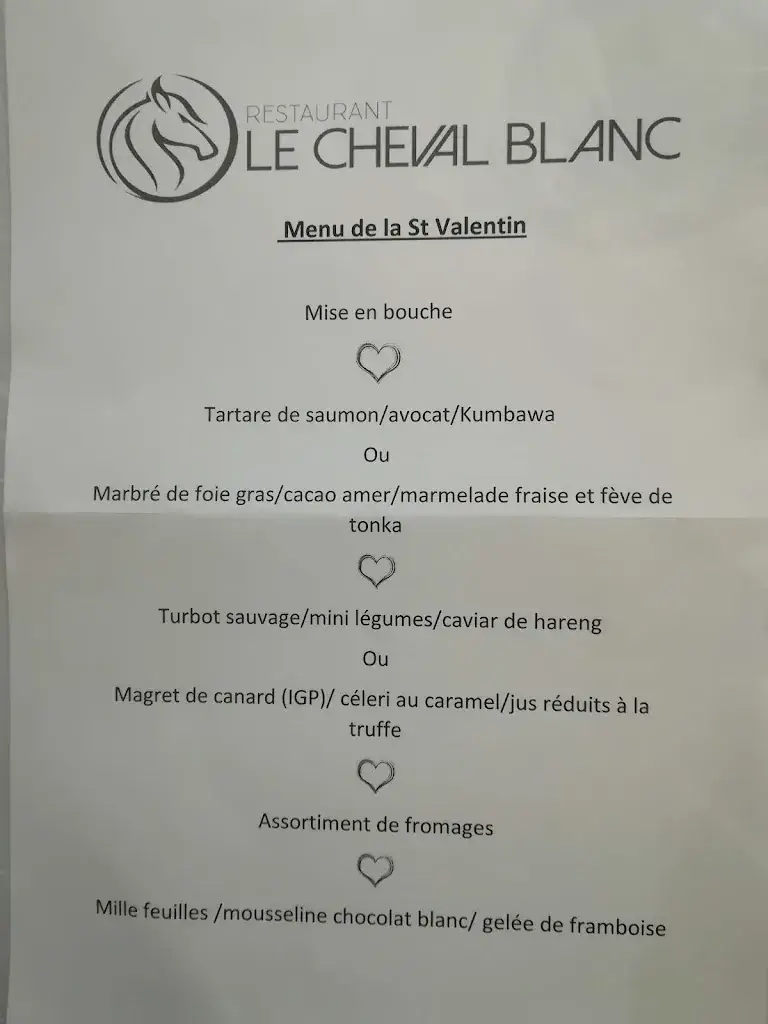 RESTAURANT
LE CHEVAL BLANC
Menu de la St Valentin
Mise en bouche
Tartare de saumon/avocat/Kumbawa
Ou
Marbré de foie gras/cacao amer/marmelade fraise et fève de
tonka
Turbot sauvage/mini légumes/caviar de hareng
Ou
Magret de canard (IGP)/ céleri au caramel/jus réduits à la
truffe
Assortiment de fromages
Mille feuilles /mousseline chocolat blanc/ gelée de framboise